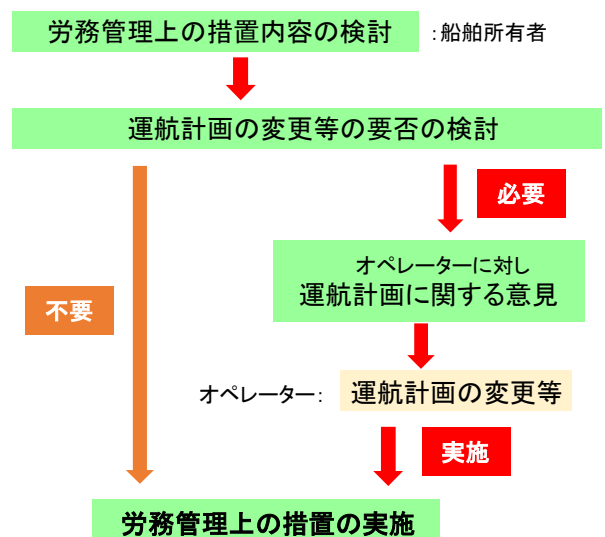 労務管理上の措置内容の検討 :船舶所有者
運航計画の変更等の要否の検討
必要
オペレーターに対し
運航計画に関する意見
不要
オペレーター: 運航計画の変更等
実施
労務管理上の措置の実施